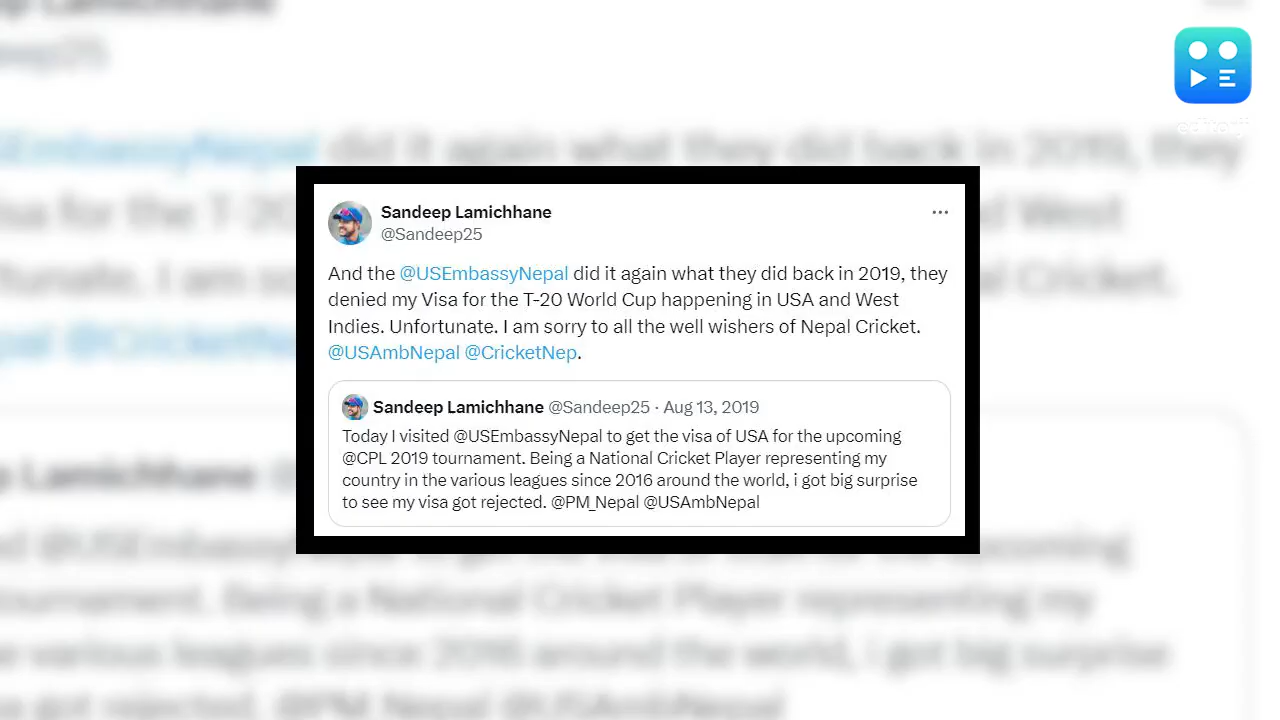 Sandeep Lamichhane
@Sandeep25
And the @USEmbassyNepal did it again what they did back in 2019, they
denied my Visa for the T-20 World Cup happening in USA and West
Indies. Unfortunate. I am sorry to all the well wishers of Nepal Cricket.
@USAmbNepal @CricketNep.
Sandeep Lamichhane @Sandeep25 · Aug 13, 2019
Today I visited @USEmbassyNepal to get the visa of USA for the upcoming
@CPL 2019 tournament. Being a National Cricket Player representing my
country in the various leagues since 2016 around the world, i got big surprise
to see my visa got rejected. @PM_Nepal @USAmbNepal
editorji